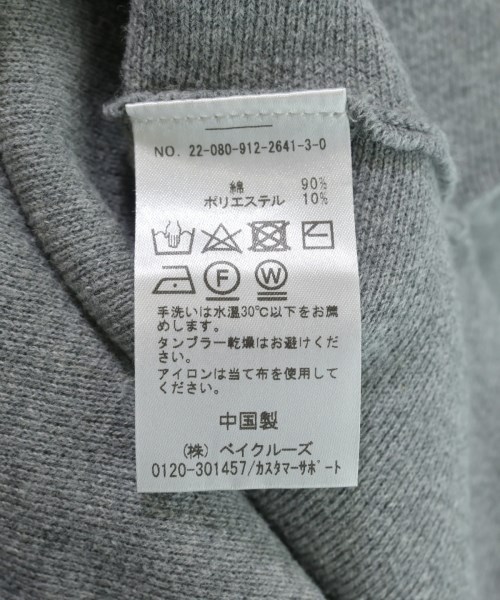 NO. 22-080-912-2641-3-0
綿 90%
ポリエステル 10%
F W
手洗いは水温30℃以下をお薦
めします。
タンブラー乾燥はお避けくださ
い。
アイロンは当て布を使用して
ください。
中国製
(株) ベイクルーズ
0120-301457/カスタマーサポート